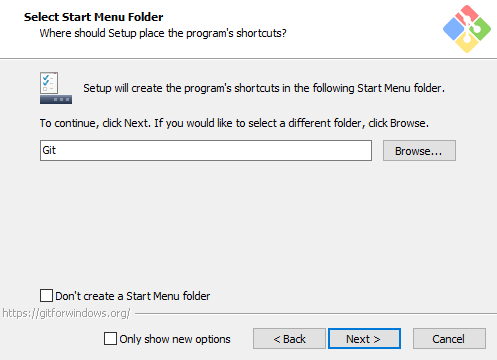 Select Start Menu Folder
Where should Setup place the program's shortcuts?
Setup will create the program's shortcuts in the following Start Menu folder.
To continue, click Next. If you would like to select a different folder, click Browse.
Git
Browse...
Don't create a Start Menu folder
https://gitforwindows.org/
Only show new options
< Back
Next >
Cancel